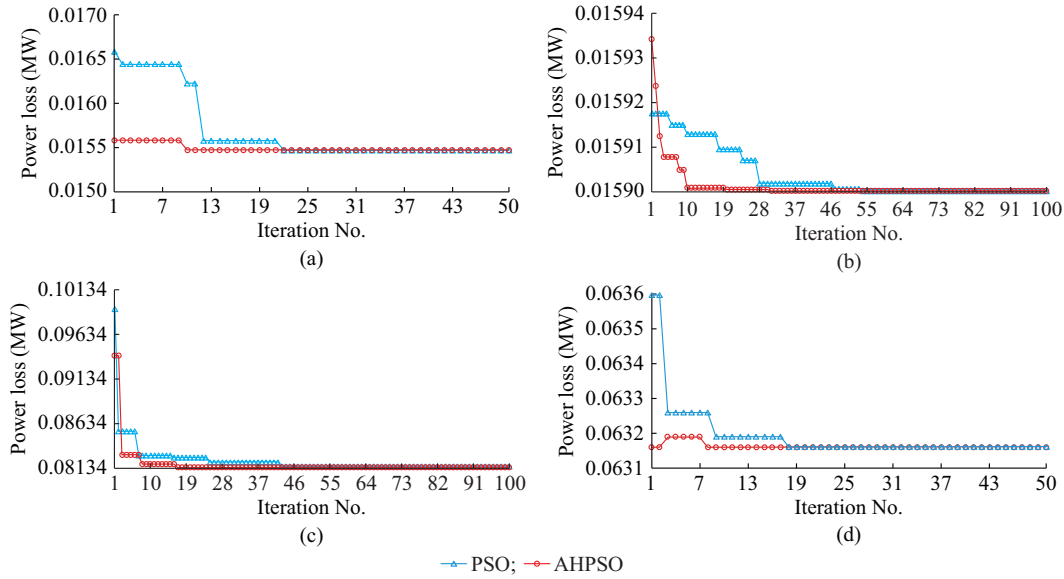 Power loss (MW)
0.0170
0.0165
0.0160
0.0155
0.0150
1 7 13 19 25 31 37 43 50
Iteration No.
(a)
Power loss (MW)
0.01594
0.01593
0.01592
0.01591
0.01590
1 10 19 28 37 46 55 64 73 82 91 100
Iteration No.
(b)
Power loss (MW)
0.10134
0.09634
0.09134
0.08634
0.08134
1 10 19 28 37 46 55 64 73 82 91 100
Iteration No.
(c)
Power loss (MW)
0.0636
0.0635
0.0634
0.0633
0.0632
0.0631
1 7 13 19 25 31 37 43 50
Iteration No.
(d)
PSO; AHPSO